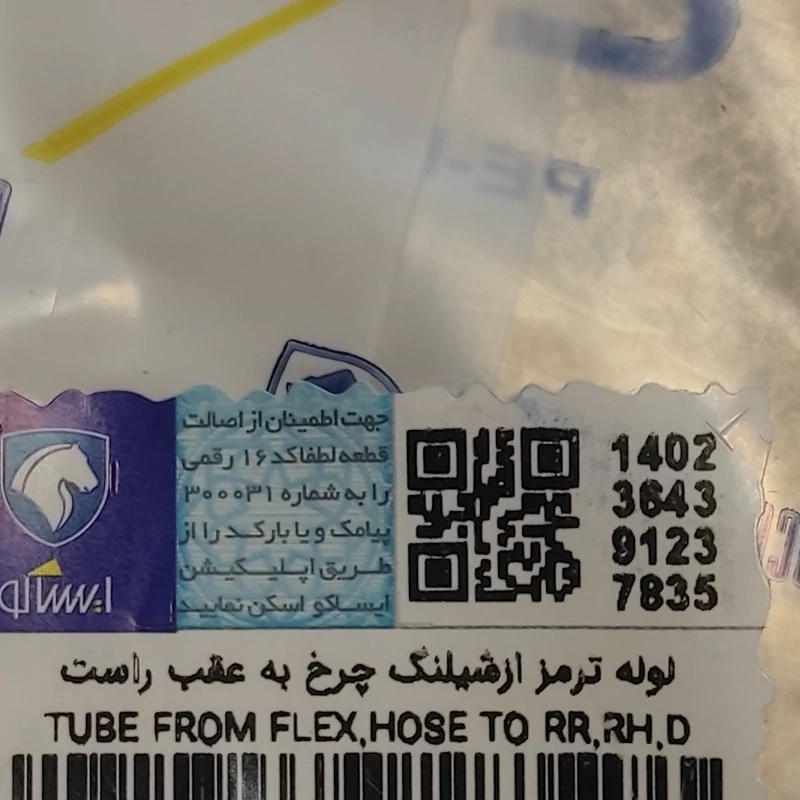 PE-
جهت اطمینان از اصالت
قطعه لطفا کد ۱۶ رقمی
را به شماره ۳۰۰۰۳۱
پیامک و یا بارکد را از
طریق اپلیکیشن
ایساکو اسکن نمایید
1402
3643
9123
7835
ایساکو
لوله ترمز ازشیلنگ چرخ به عقب راست
TUBE FROM FLEX,HOSE TO RR,RH,D